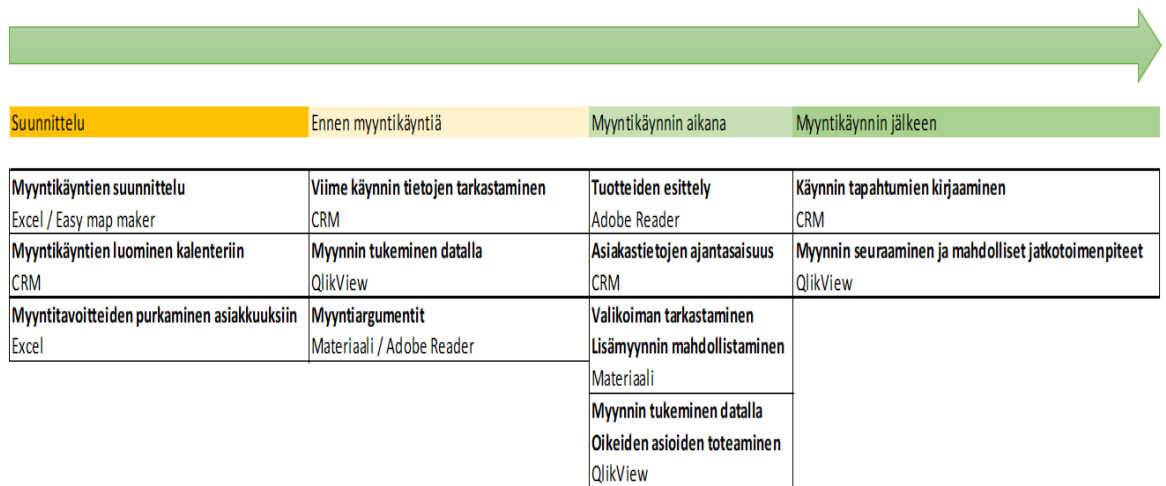 Suunnittelu
Ennen myyntikäyntiä
Myyntikäynnin aikana
Myyntikäynnin jälkeen
Myyntikäyntien suunnittelu
Excel / Easy map maker
Myyntikäyntien luominen kalenteriin
CRM
Myyntitavoitteiden purkaminen asiakkuuksiin
Excel
Viime käynnin tietojen tarkastaminen
CRM
Myynnin tukeminen datalla
QlikView
Myyntiargumentit
Materiaali / Adobe Reader
Tuotteiden esittely
Adobe Reader
Asiakastietojen ajantasaisuus
CRM
Valikoiman tarkastaminen
Lisämyynnin mahdollistaminen
Materiaali
Myynnin tukeminen datalla
Oikeiden asioiden toteaminen
QlikView
Käynnin tapahtumien kirjaaminen
CRM
Myynnin seuraaminen ja mahdolliset jatkotoimenpiteet
QlikView